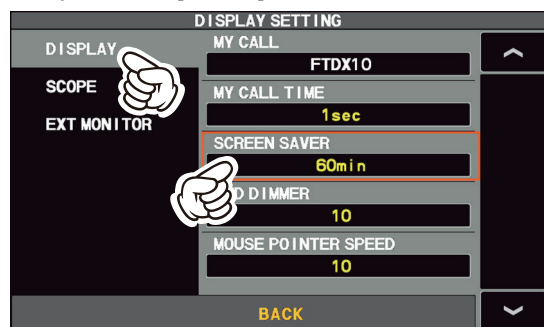 DISPLAY SETTING
DISPLAY
SCOPE
EXT MONITOR
MY CALL
FTDX10
MY CALL TIME
1sec
SCREEN SAVER
60min
DIMMER
10
MOUSE POINTER SPEED
10
BACK